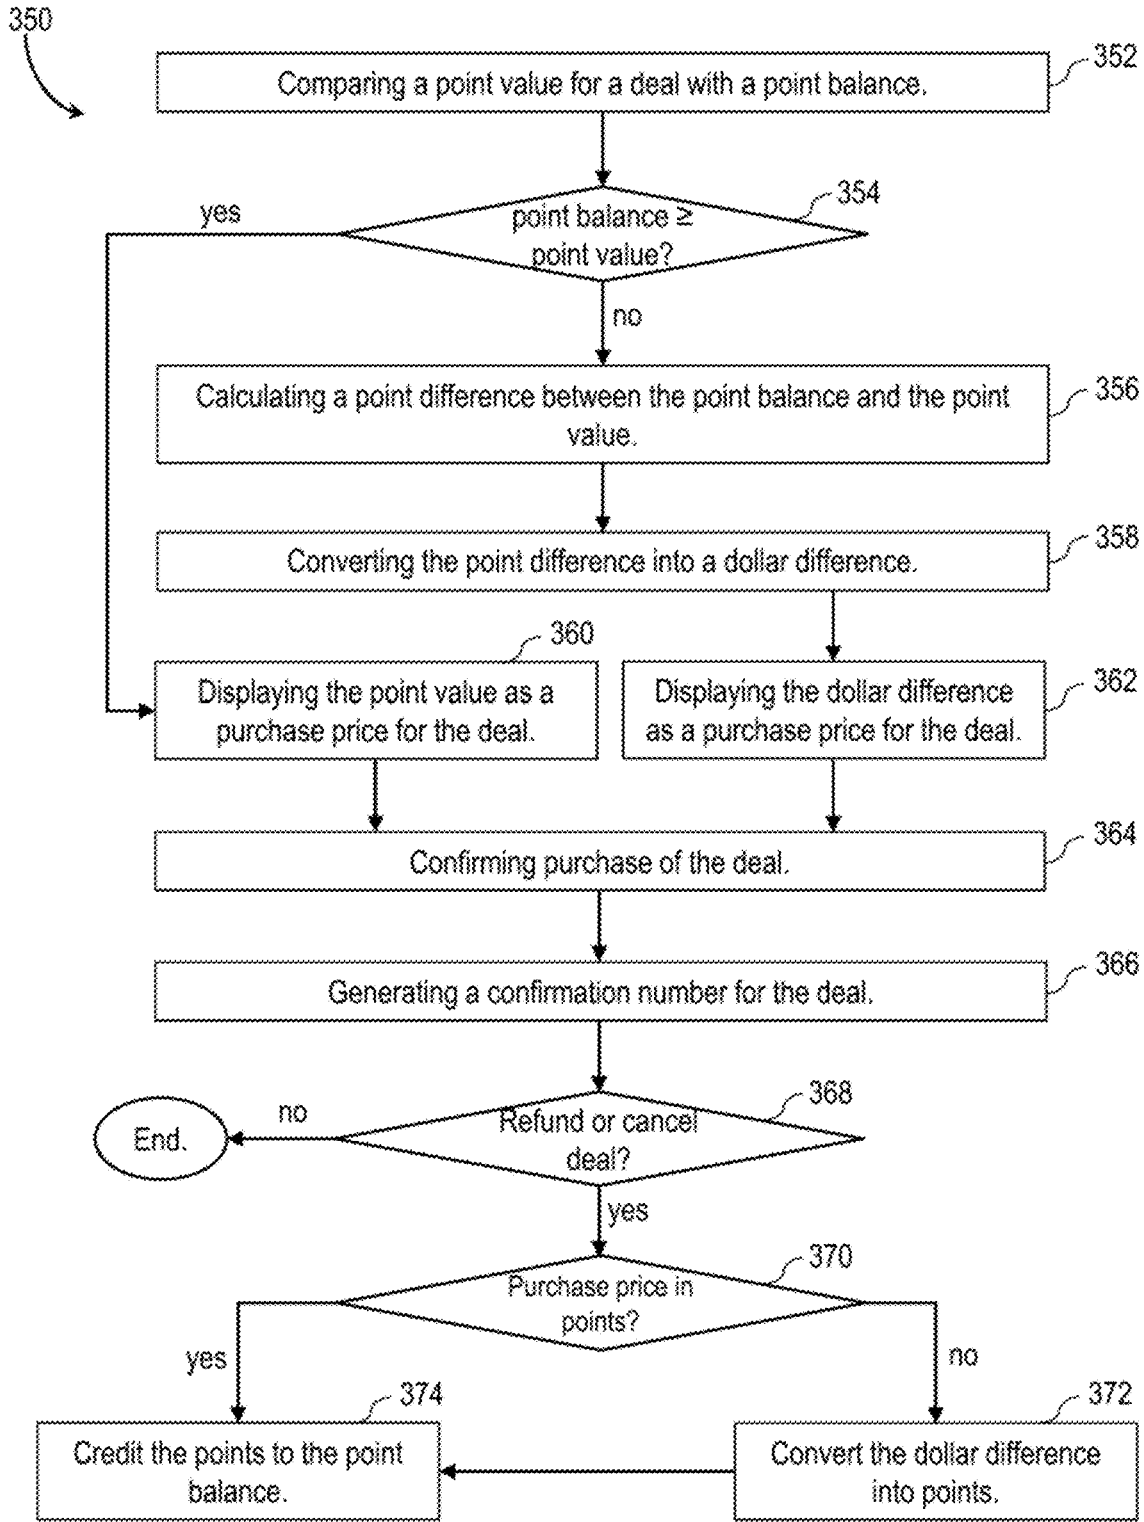 350
352
Comparing a point value for a deal with a point balance.
354
yes
point balance ≥
point value?
no
356
Calculating a point difference between the point balance and the point
value.
358
Converting the point difference into a dollar difference.
360
362
Displaying the point value as a
purchase price for the deal.
Displaying the dollar difference
as a purchase price for the deal.
364
Confirming purchase of the deal.
366
Generating a confirmation number for the deal.
368
no
End.
Refund or cancel
deal?
yes
370
Purchase price in
points?
yes
no
374
372
Credit the points to the point
balance.
Convert the dollar difference
into points.